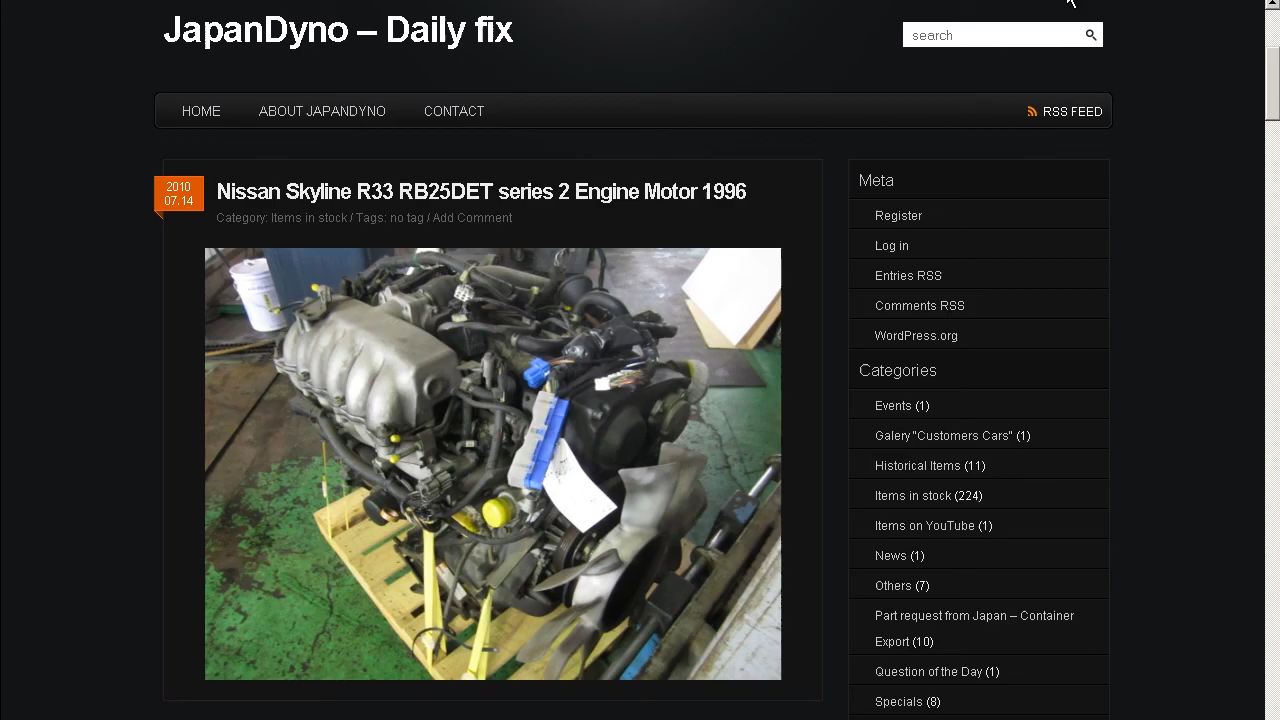 JapanDyno – Daily fix
search
HOME
ABOUT JAPANDYNO
CONTACT
RSS FEED
2010
07.14
Nissan Skyline R33 RB25DET series 2 Engine Motor 1996
Category: Items in stock / Tags: no tag / Add Comment
Meta
Register
Log in
Entries RSS
Comments RSS
WordPress.org
Categories
Events (1)
Galery "Customers Cars" (1)
Historical Items (11)
Items in stock (224)
Items on YouTube (1)
News (1)
Others (7)
Part request from Japan – Container
Export (10)
Question of the Day (1)
Specials (8)